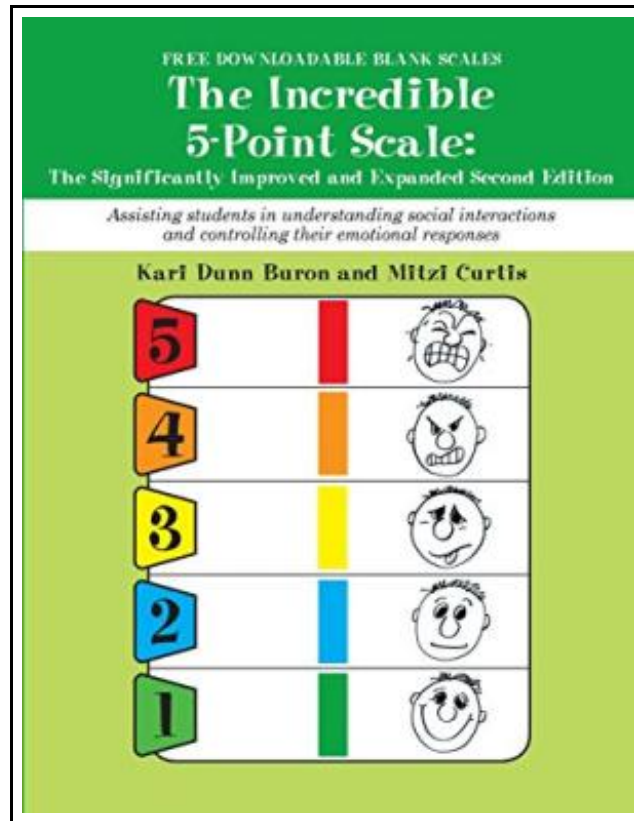 FREE DOWNLOADABLE BLANK SCALES
The Incredible
5-Point Scale:
The Significantly Improved and Expanded Second Edition
Assisting students in understanding social interactions
and controlling their emotional responses
Kari Dunn Buron and Mitzi Curtis
5
4
3
2
1